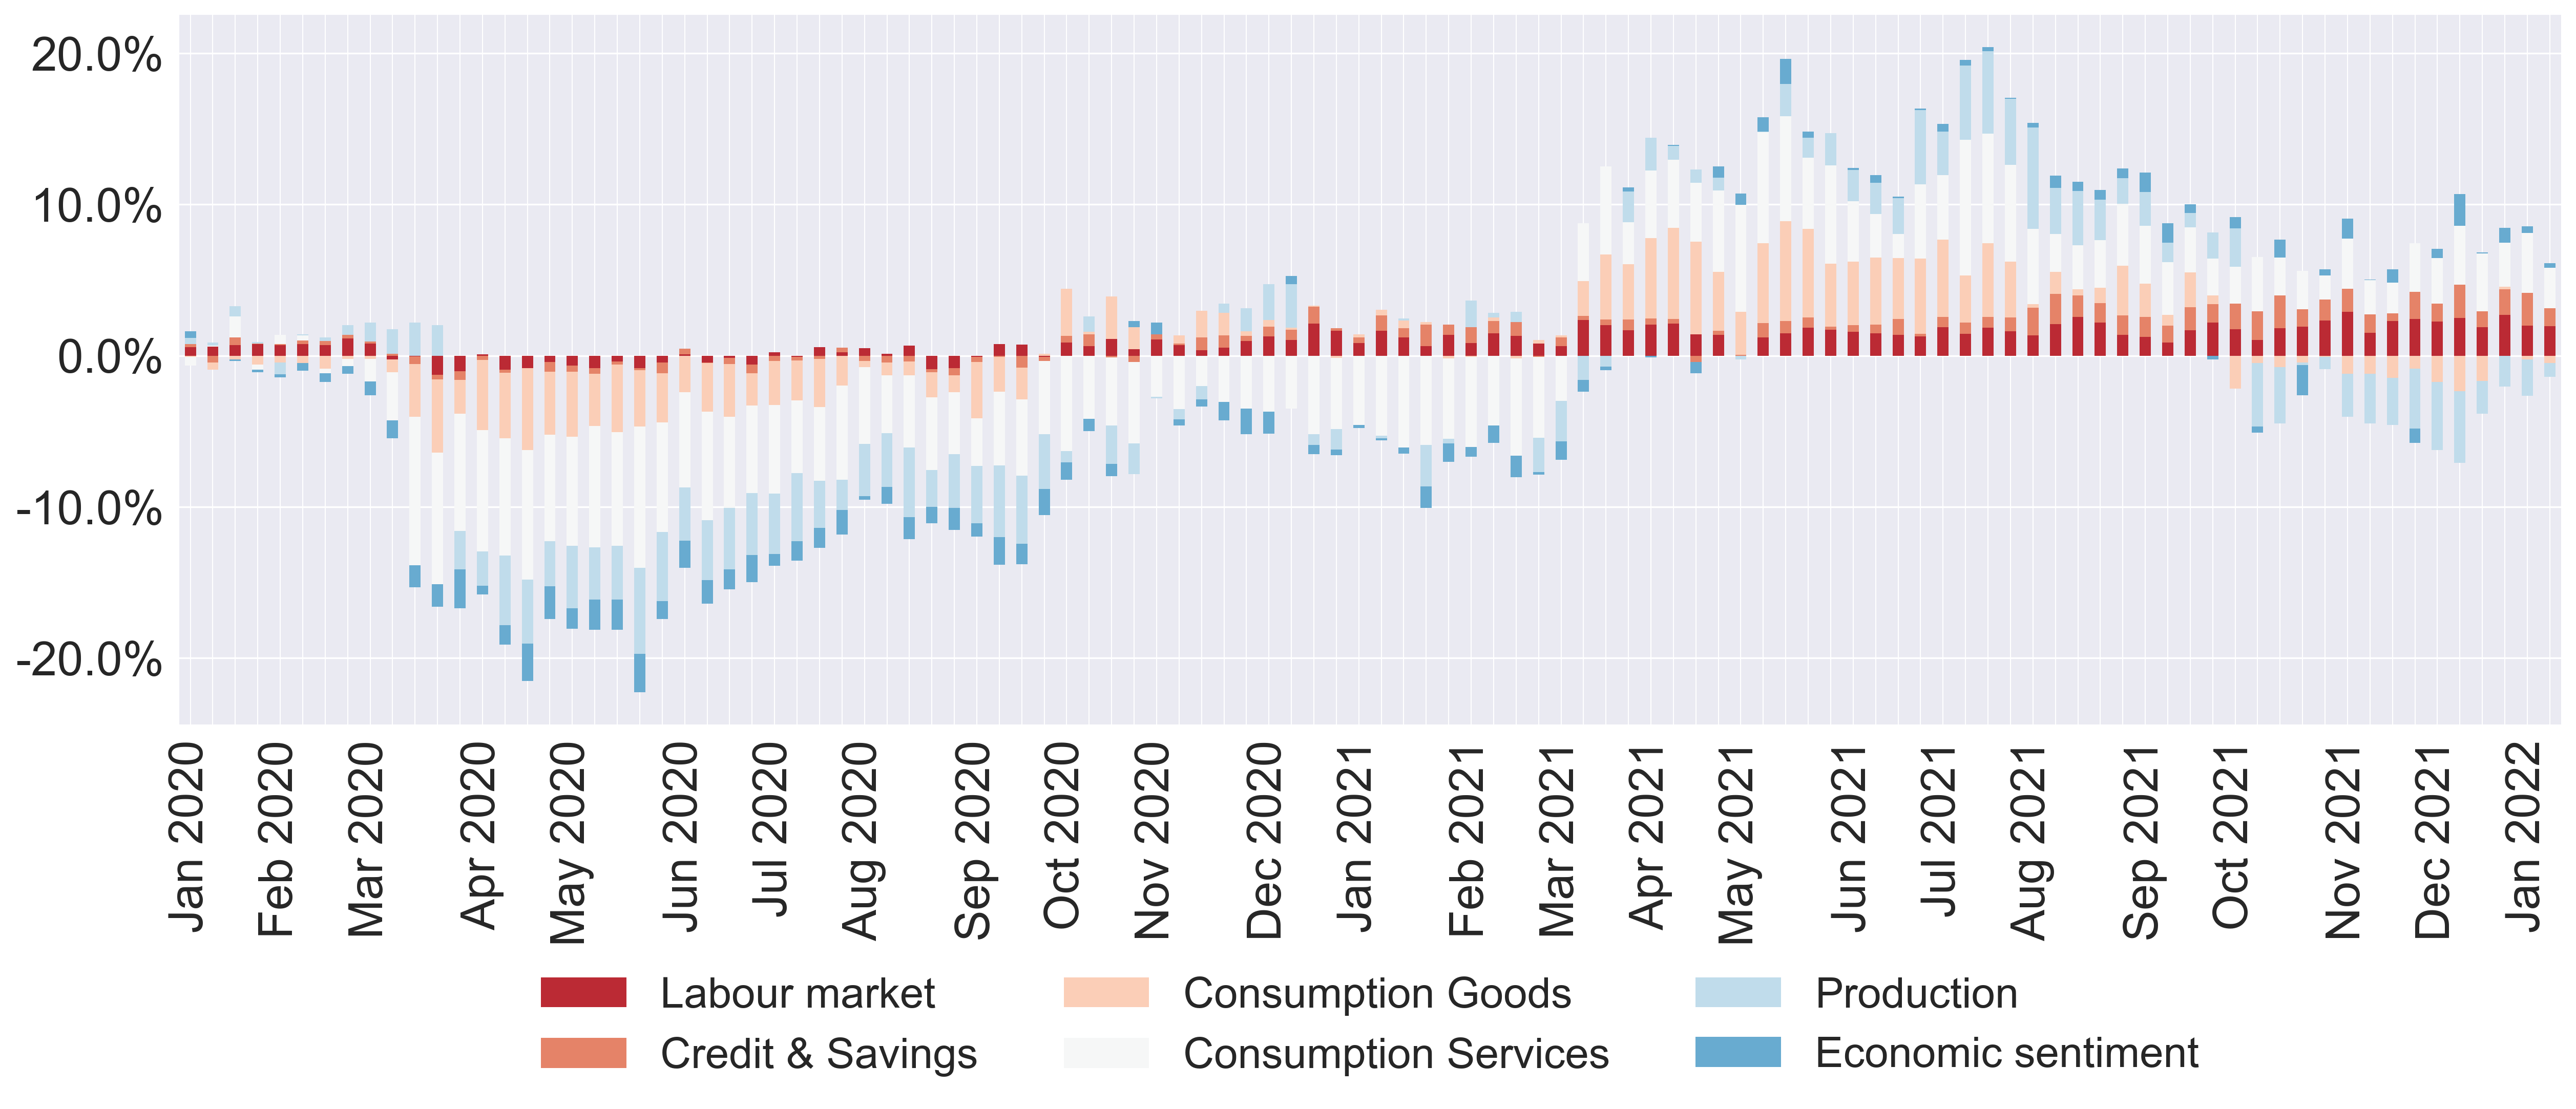 20.0%
10.0%
0.0%
-10.0%
-20.0%
Jan 2020
Feb 2020
Mar 2020
Apr 2020
May 2020
Jun 2020
Jul 2020
Aug 2020
Sep 2020
Oct 2020
Nov 2020
Dec 2020
Jan 2021
Feb 2021
Mar 2021
Apr 2021
May 2021
Jun 2021
Jul 2021
Aug 2021
Sep 2021
Oct 2021
Nov 2021
Dec 2021
Jan 2022
Labour market
Consumption Goods
Production
Credit & Savings
Consumption Services
Economic sentiment